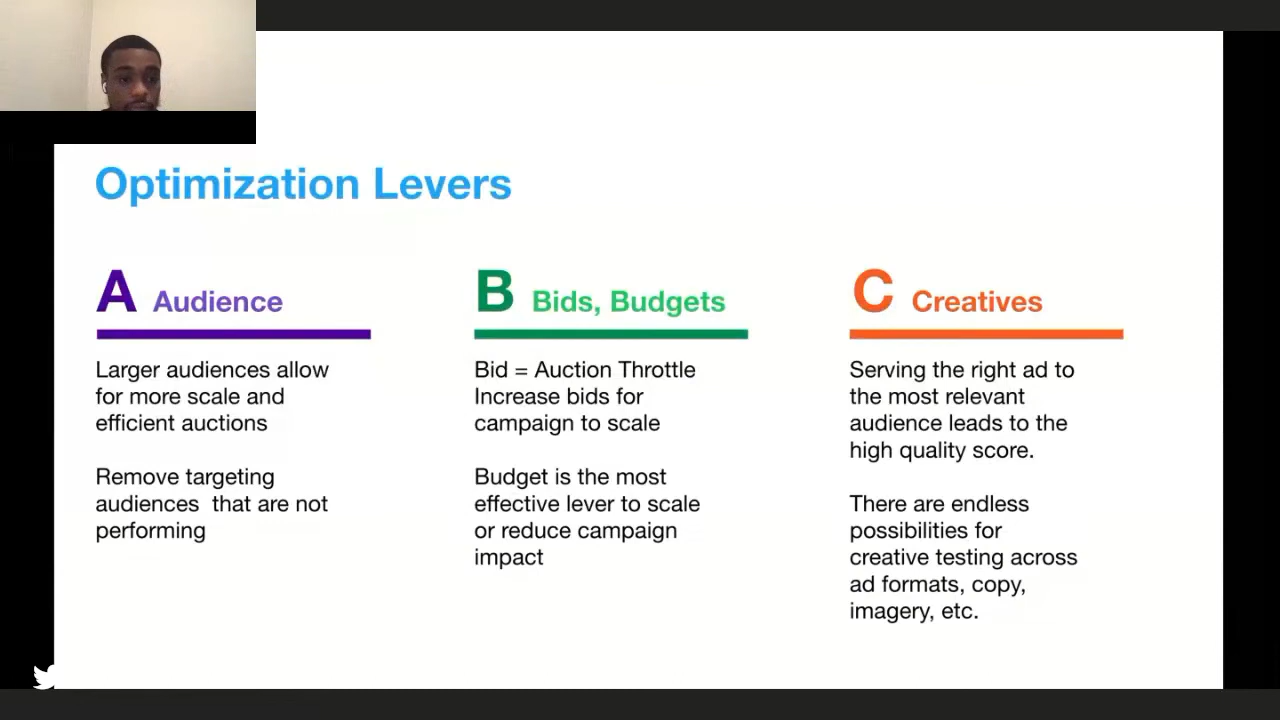 Optimization Levers
A Audience
Larger audiences allow
for more scale and
efficient auctions
Remove targeting
audiences  that are not
performing
B Bids, Budgets
Bid = Auction Throttle
Increase bids for
campaign to scale
Budget is the most
effective lever to scale
or reduce campaign
impact
C Creatives
Serving the right ad to
the most relevant
audience leads to the
high quality score.
There are endless
possibilities for
creative testing across
ad formats, copy,
imagery, etc.